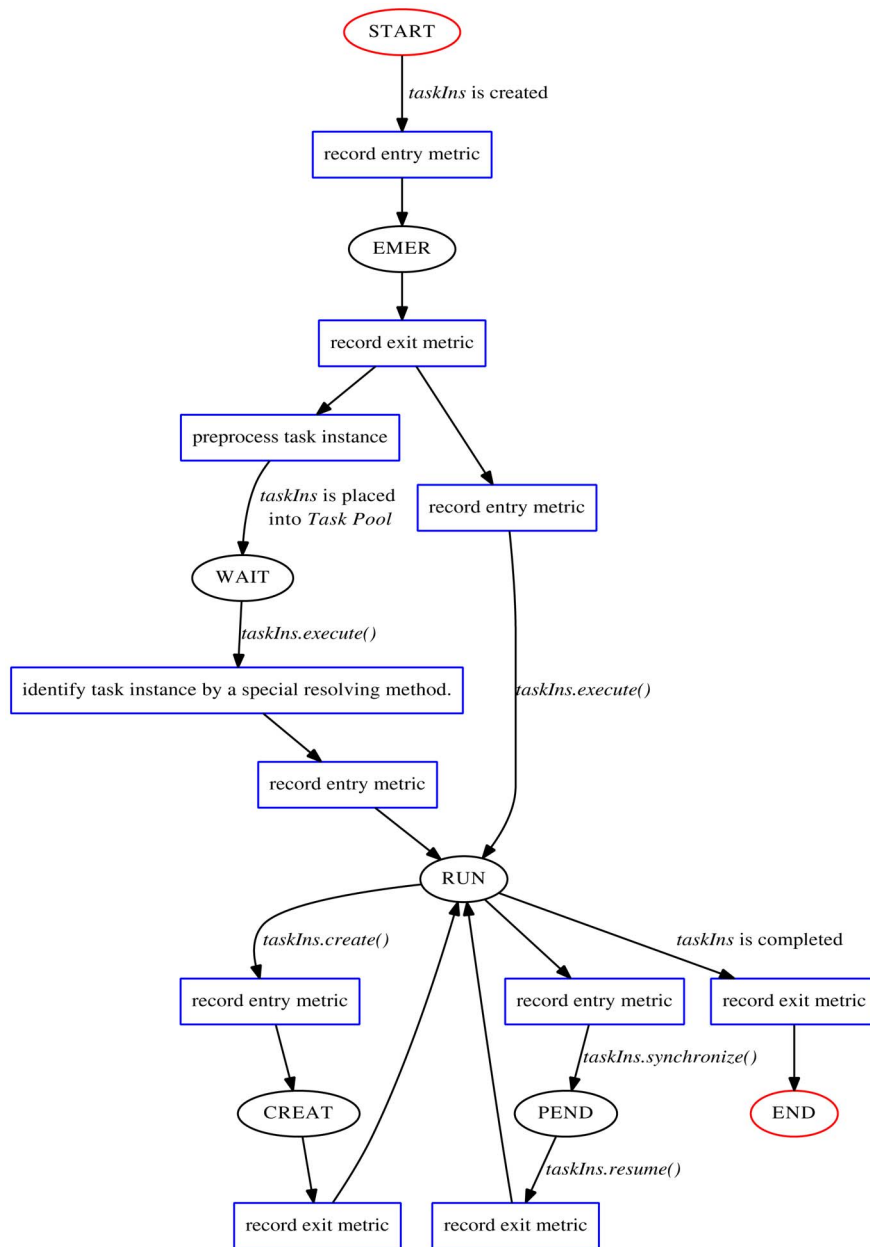 START
taskIns is created
record entry metric
EMER
record exit metric
preprocess task instance
taskIns is placed
into Task Pool
record entry metric
WAIT
taskIns.execute()
identify task instance by a special resolving method.
taskIns.execute()
record entry metric
RUN
taskIns.create()
taskIns is completed
record entry metric
record entry metric
record exit metric
taskIns.synchronize()
CREAT
PEND
END
taskIns.resume()
record exit metric
record exit metric